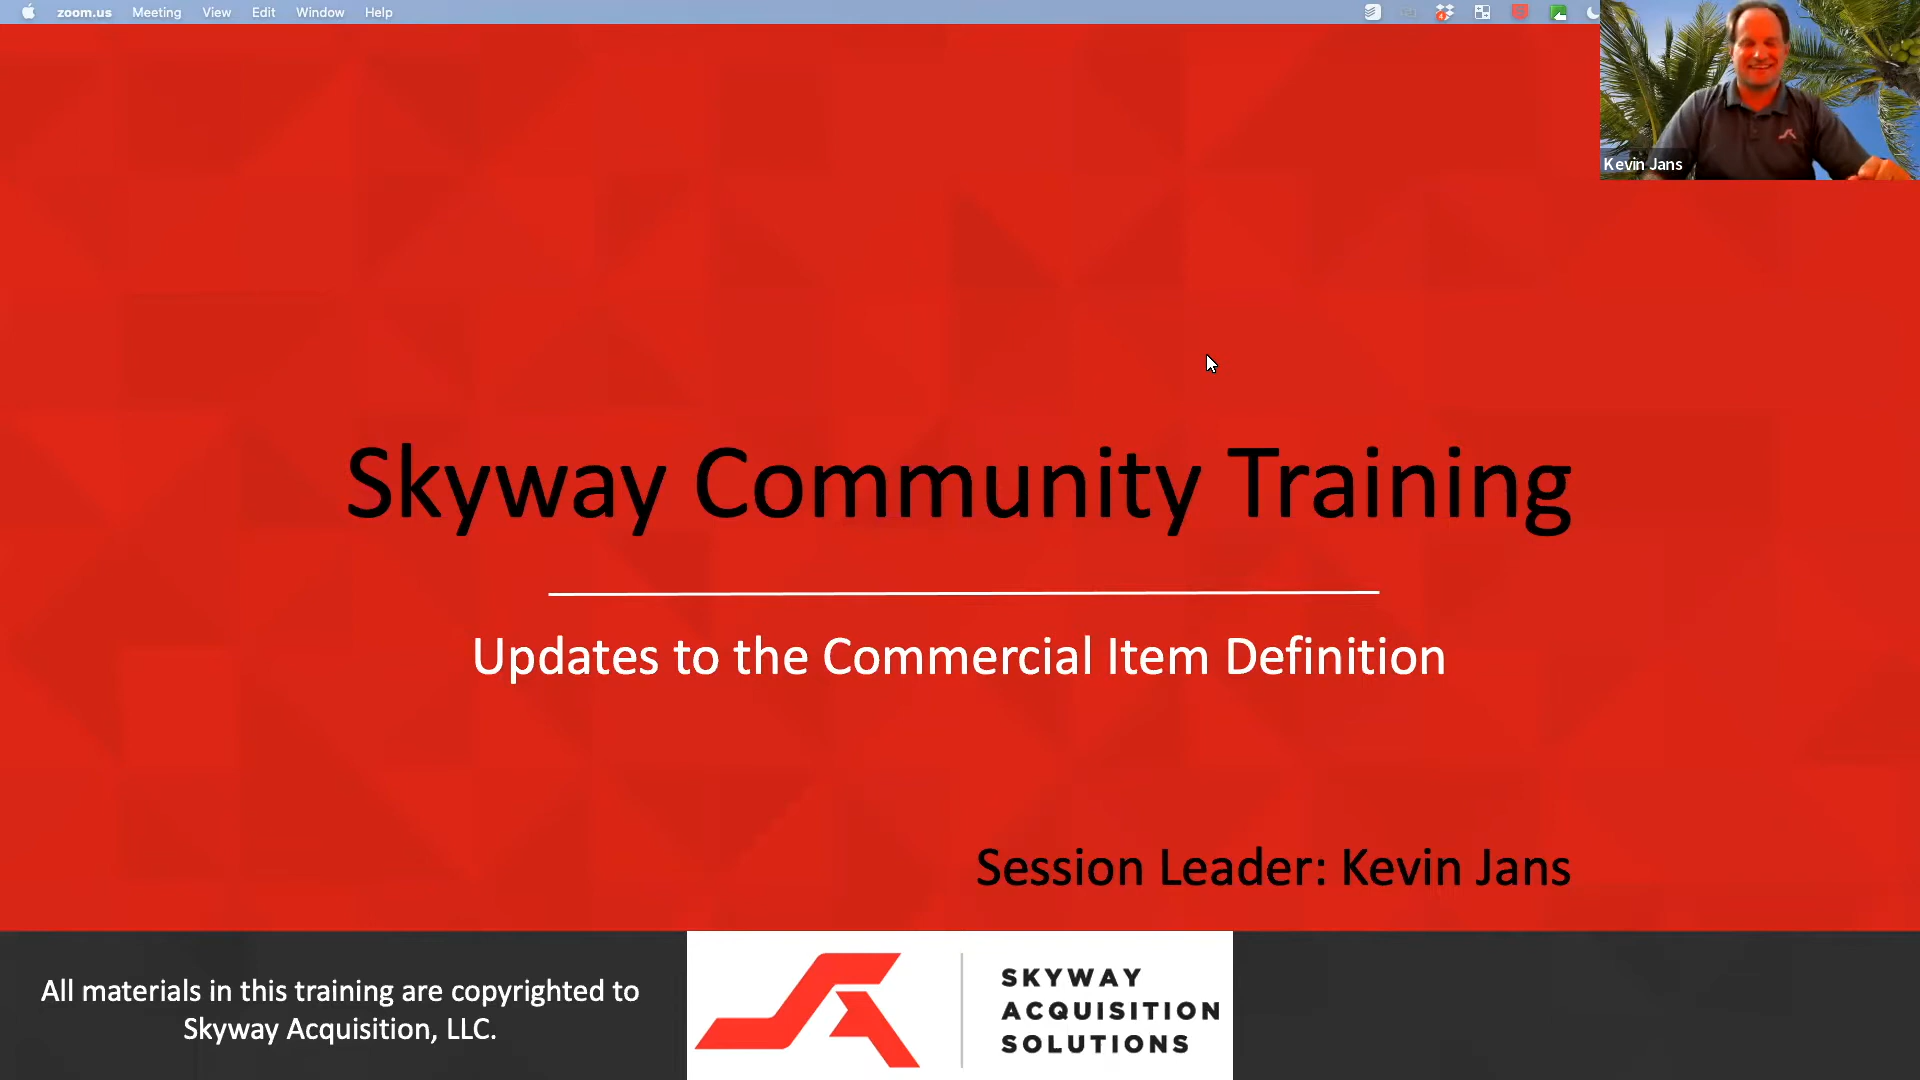 zoom.us Meeting View Edit Window Help
Kevin Jans
Skyway Community Training
Updates to the Commercial Item Definition
Session Leader: Kevin Jans
All materials in this training are copyrighted to
Skyway Acquisition, LLC.
SKYWAY
ACQUISITION
SOLUTIONS